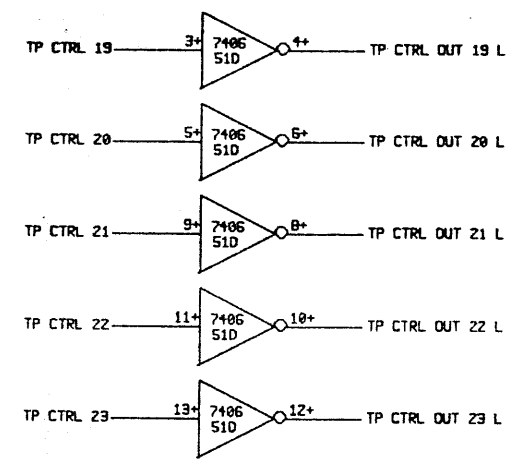 TP CTRL 19 3+ 7406 4+ TP CTRL OUT 19 L
51D
TP CTRL 20 5+ 7406 6+ TP CTRL OUT 20 L
51D
TP CTRL 21 9+ 7406 8+ TP CTRL OUT 21 L
51D
TP CTRL 22 11+ 7406 10+ TP CTRL OUT 22 L
51D
TP CTRL 23 13+ 7406 12+ TP CTRL OUT 23 L
51D